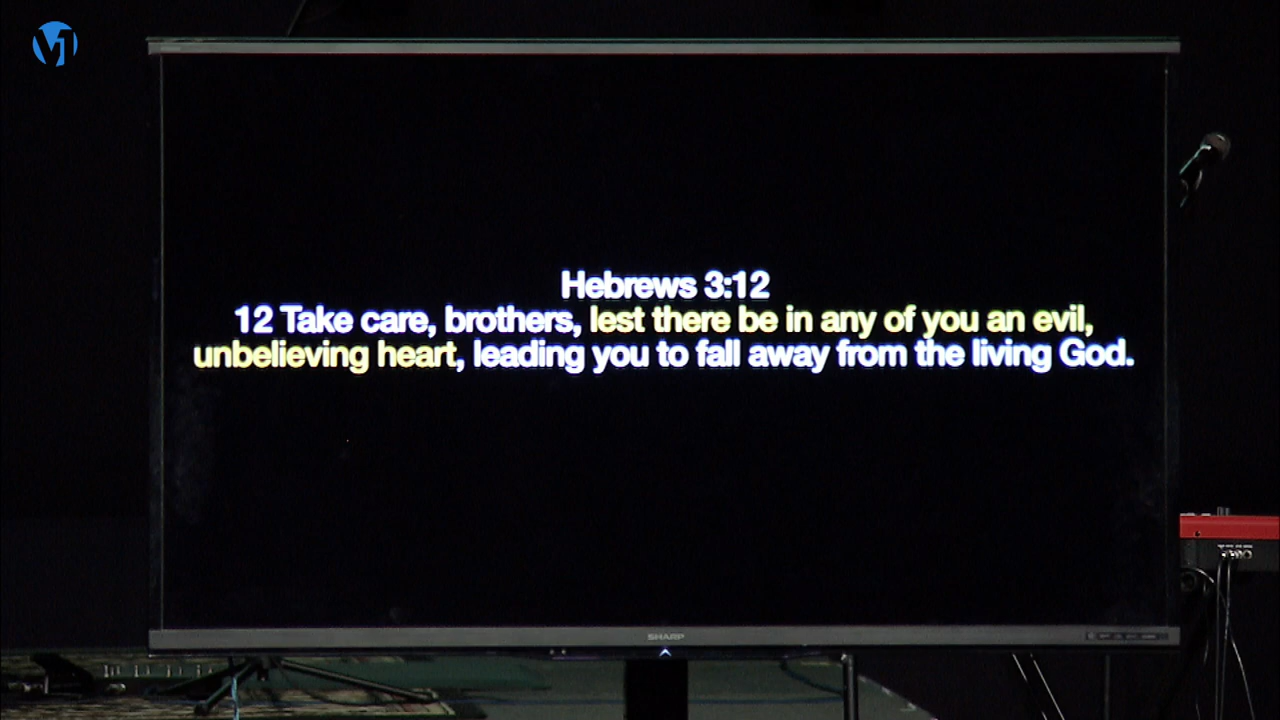 Hebrews 3:12
12 Take care, brothers, lest there be in any of you an evil,
unbelieving heart, leading you to fall away from the living God.
SHARP